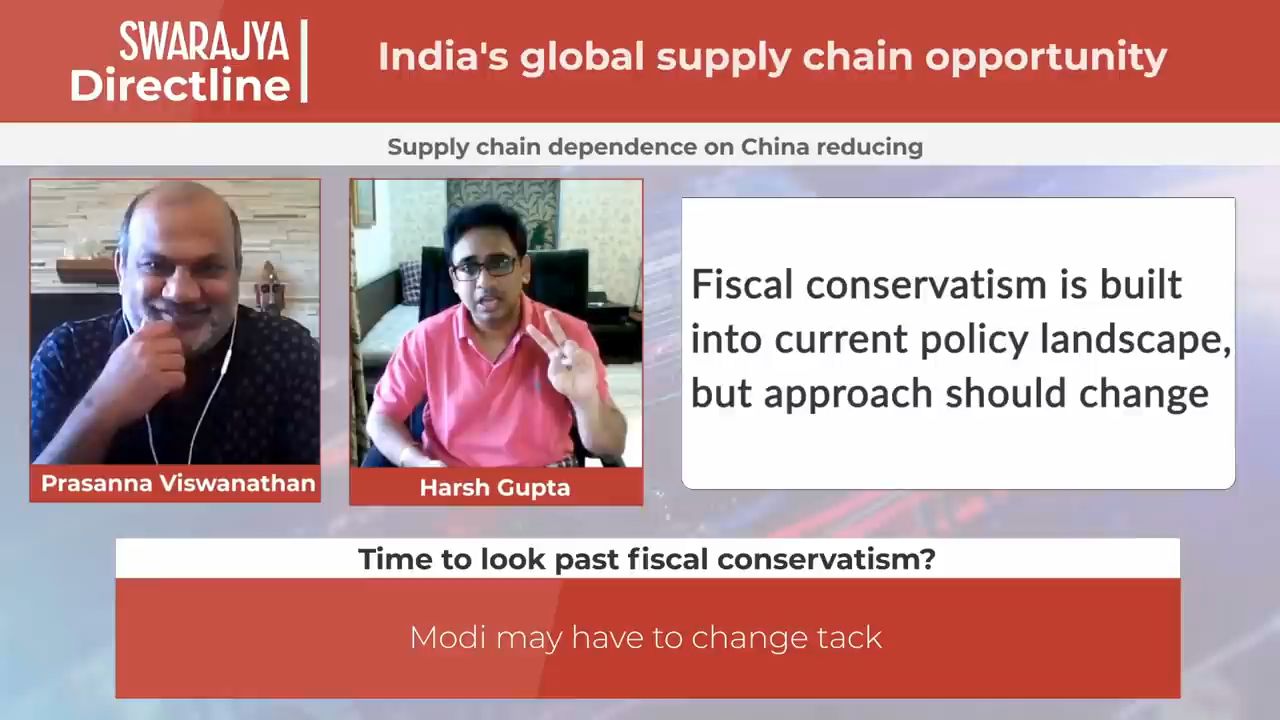 SWARAJYA
Directline
India's global supply chain opportunity
Supply chain dependence on China reducing
Fiscal conservatism is built
into current policy landscape,
but approach should change
Prasanna Viswanathan
Harsh Gupta
Time to look past fiscal conservatism?
Modi may have to change tack